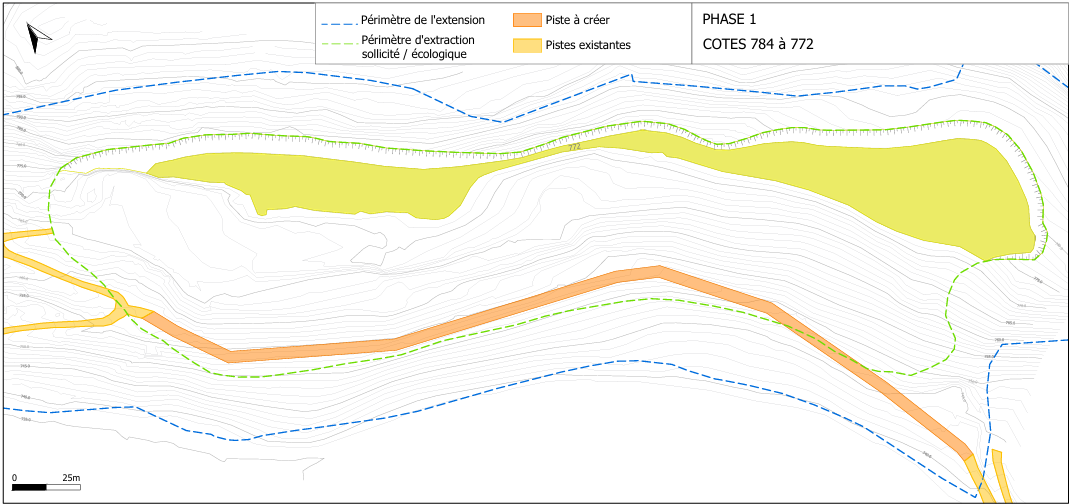 Périmètre de l'extension
Périmètre d'extraction
sollicité / écologique
Piste à créer
Pistes existantes
PHASE 1
COTES 784 à 772
772
0 25m